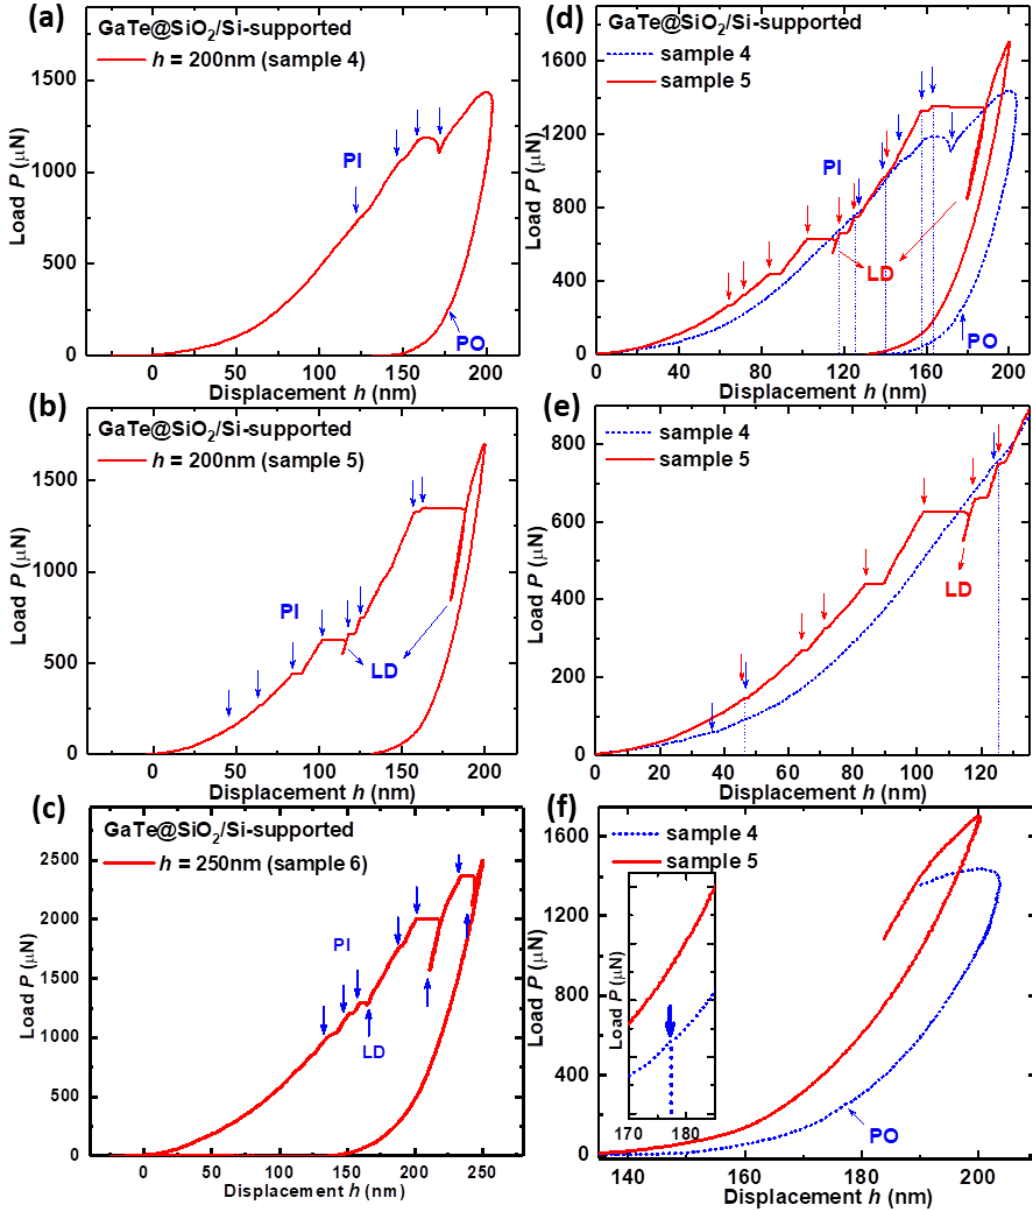 (a)
GaTe@SiO2/Si-supported
h = 200nm (sample 4)
PI
PO
1500
1000
500
0
Load P (μN)
0 50 100 150 200
Displacement h (nm)
(b)
GaTe@SiO2/Si-supported
h = 200nm (sample 5)
PI
LD
1500
1000
500
0
Load P (μN)
0 50 100 150 200
Displacement h (nm)
(c)
GaTe@SiO2/Si-supported
h = 250nm (sample 6)
PI
LD
2500
2000
1500
1000
500
0
Load P (μN)
0 50 100 150 200 250
Displacement h (nm)
(d)
GaTe@SiO2/Si-supported
sample 4
sample 5
PI
LD
PO
1600
1200
800
400
0
Load P (μN)
0 40 80 120 160 200
Displacement h (nm)
(e)
sample 4
sample 5
LD
800
600
400
200
0
Load P (μN)
0 20 40 60 80 100 120
Displacement h (nm)
(f)
sample 4
sample 5
Load P (μN)
170 180
PO
1600
1200
800
400
0
Load P (μN)
140 160 180 200
Displacement h (nm)